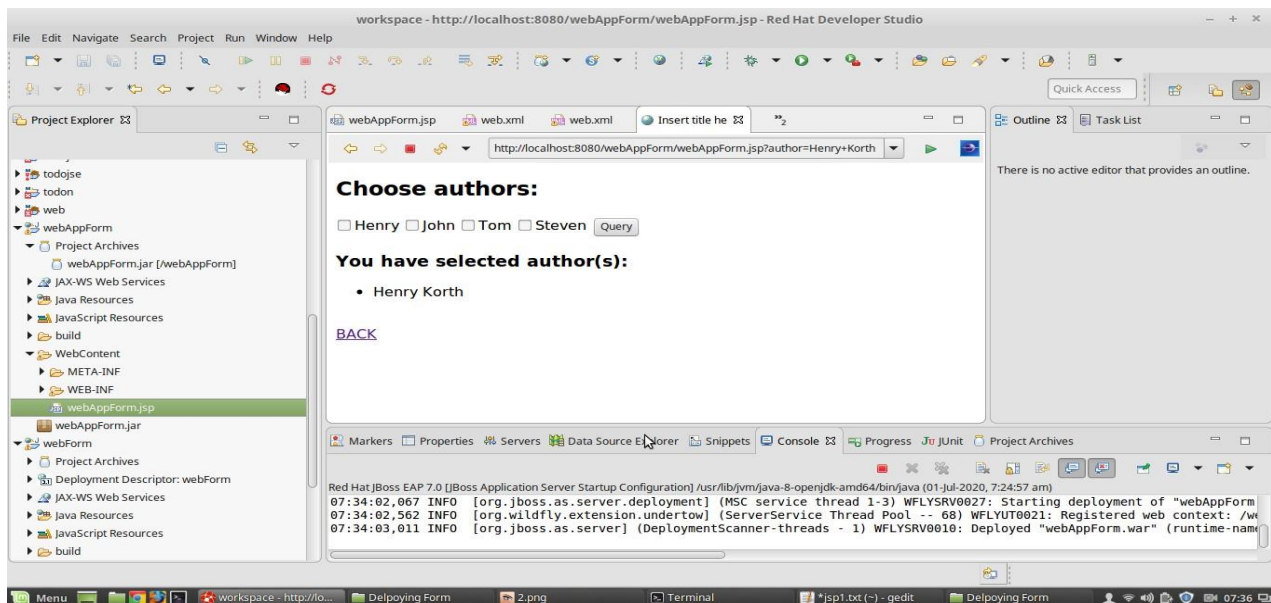 workspace - http://localhost:8080/webAppForm/webAppForm.jsp - Red Hat Developer Studio
File Edit Navigate Search Project Run Window Help
Quick Access
Project Explorer
todojse
todon
web
webAppForm
Project Archives
webAppForm.jar [/webAppForm]
JAX-WS Web Services
Java Resources
JavaScript Resources
build
WebContent
META-INF
WEB-INF
webAppForm.jsp
webAppForm.jar
webForm
Project Archives
Deployment Descriptor: webForm
JAX-WS Web Services
Java Resources
JavaScript Resources
build
webAppForm.jsp web.xml web.xml Insert title he »2
http://localhost:8080/webAppForm/webAppForm.jsp?author=Henry+Korth
Choose authors:
Henry John Tom Steven Query
You have selected author(s):
• Henry Korth
BACK
Outline Task List
There is no active editor that provides an outline.
Markers Properties Servers Data Source Explorer Snippets Console Progress JUnit Project Archives
Red Hat JBoss EAP 7.0 [JBoss Application Server Startup Configuration] /usr/lib/jvm/java-8-openjdk-amd64/bin/java (01-Jul-2020, 7:24:57 am)
07:34:02,067 INFO [org.jboss.as.server.deployment] (MSC service thread 1-3) WFLYSRV0027: Starting deployment of "webAppForm
07:34:02,562 INFO [org.wildfly.extension.undertow] (ServerService Thread Pool -- 68) WFLYUT0021: Registered web context: /we
07:34:03,011 INFO [org.jboss.as.server] (DeploymentScanner-threads - 1) WFLYSRV0010: Deployed "webAppForm.war" (runtime-name
Menu workspace - http://lo... Delpoying Form 2.png Terminal *jsp1.txt (~) - gedit Delpoying Form 07:36